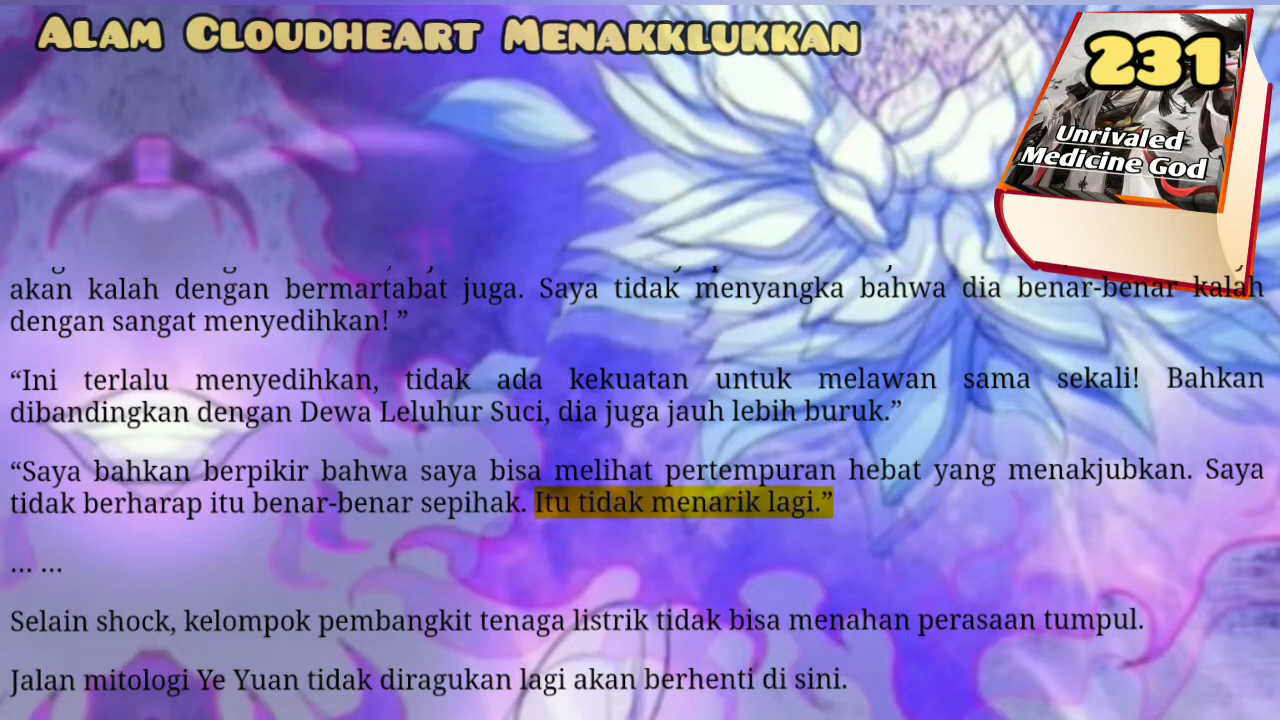 Alam Cloudheart Menakklukkan
231
Unrivaled
Medicine God
akan kalah dengan bermartabat juga. Saya tidak menyangka bahwa dia benar-benar kalah
dengan sangat menyedihkan! ”
“Ini terlalu menyedihkan, tidak ada kekuatan untuk melawan sama sekali! Bahkan
dibandingkan dengan Dewa Leluhur Suci, dia juga jauh lebih buruk.”
“Saya bahkan berpikir bahwa saya bisa melihat pertempuran hebat yang menakjubkan. Saya
tidak berharap itu benar-benar sepihak. Itu tidak menarik lagi.”
... ...
Selain shock, kelompok pembangkit tenaga listrik tidak bisa menahan perasaan tumpul.
Jalan mitologi Ye Yuan tidak diragukan lagi akan berhenti di sini.